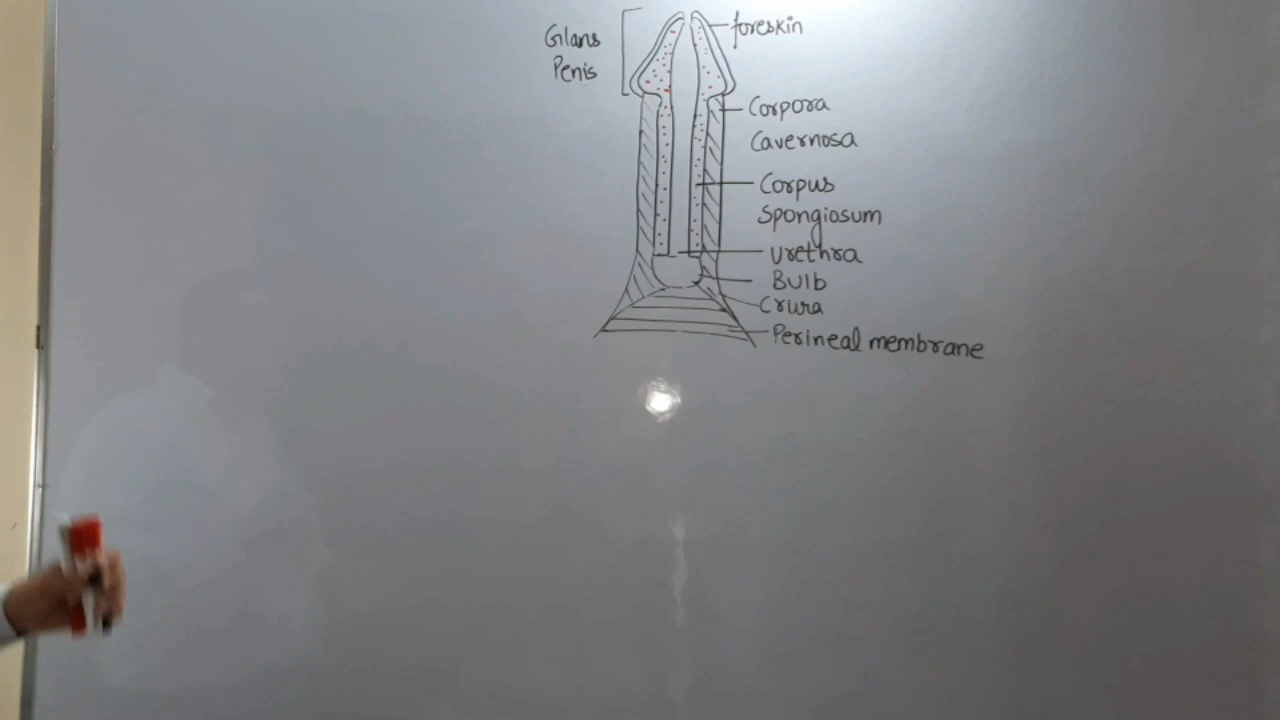 Glans
Penis
foreskin
Corpora
Cavernosa
Corpus
Spongiosum
Urethra
Bulb
Crura
Perineal membrane